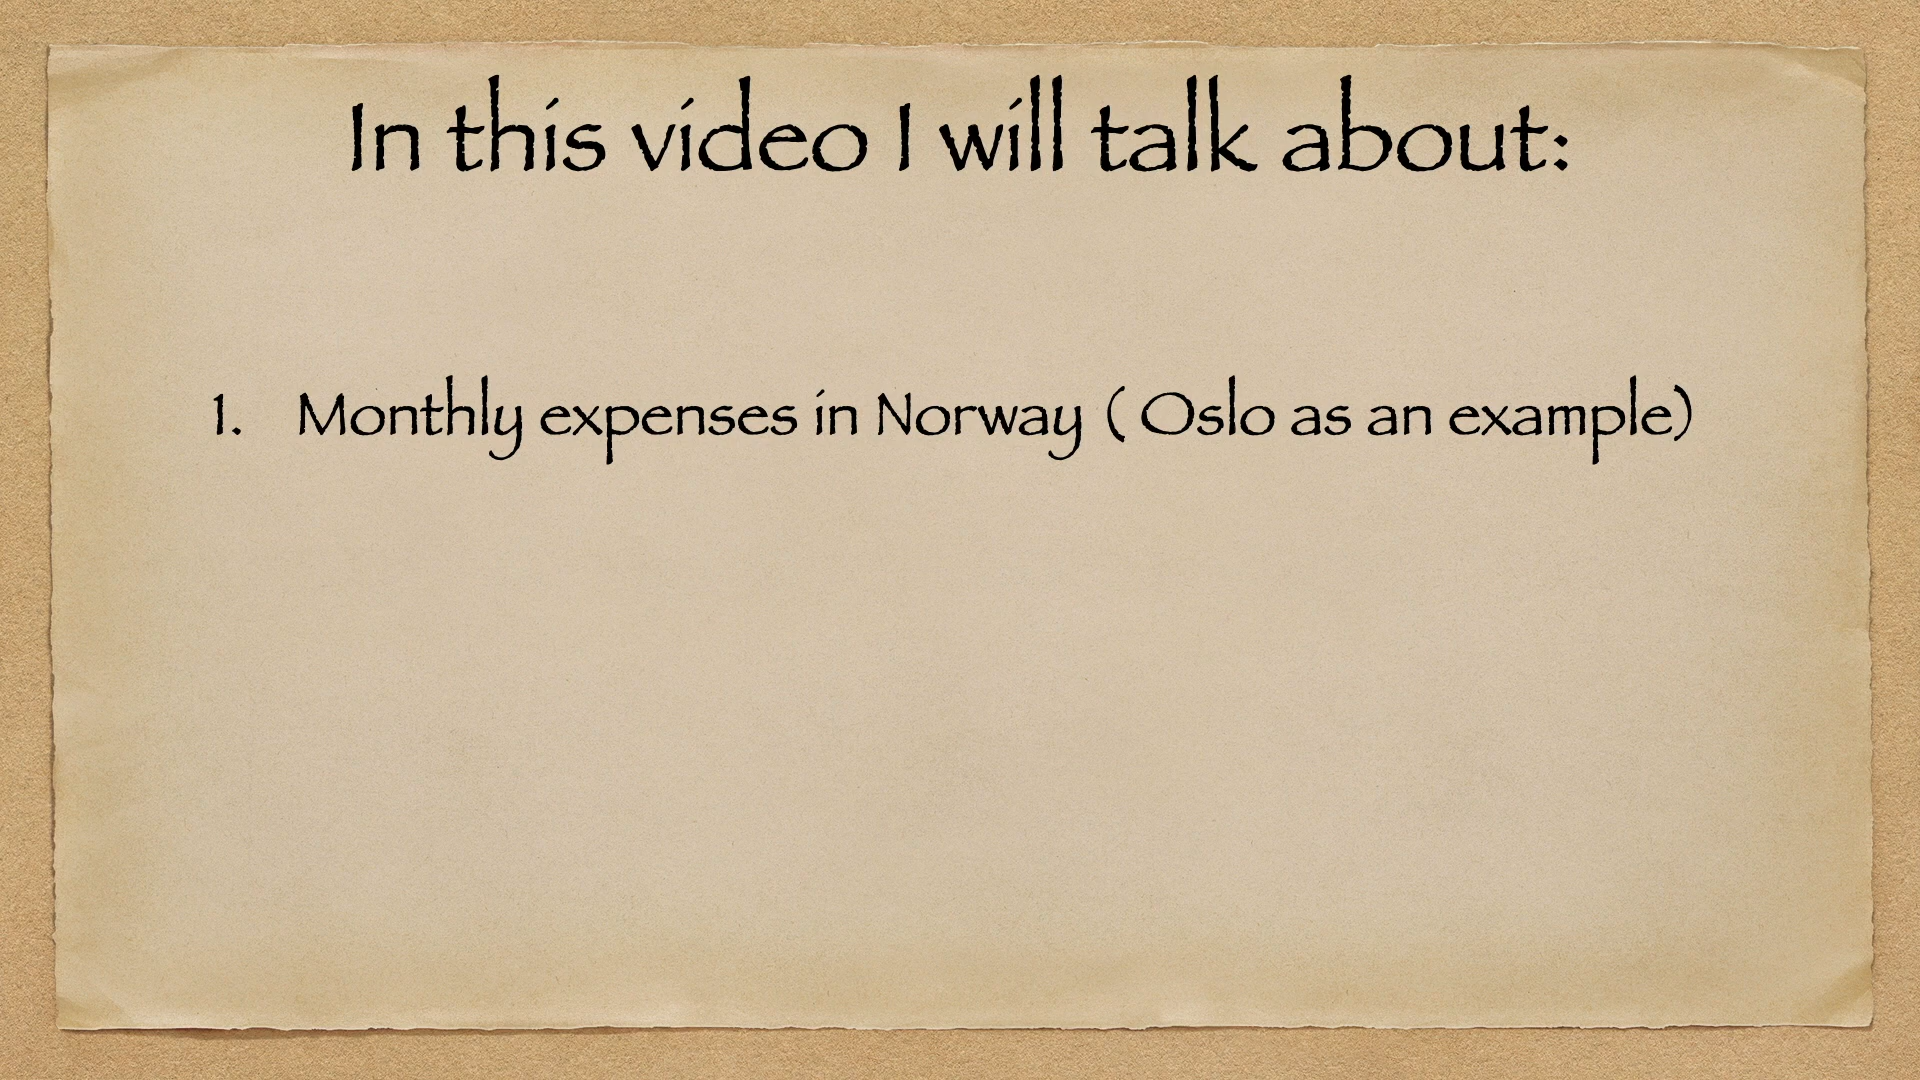 In this video I will talk about:
1. Monthly expenses in Norway ( Oslo as an example)